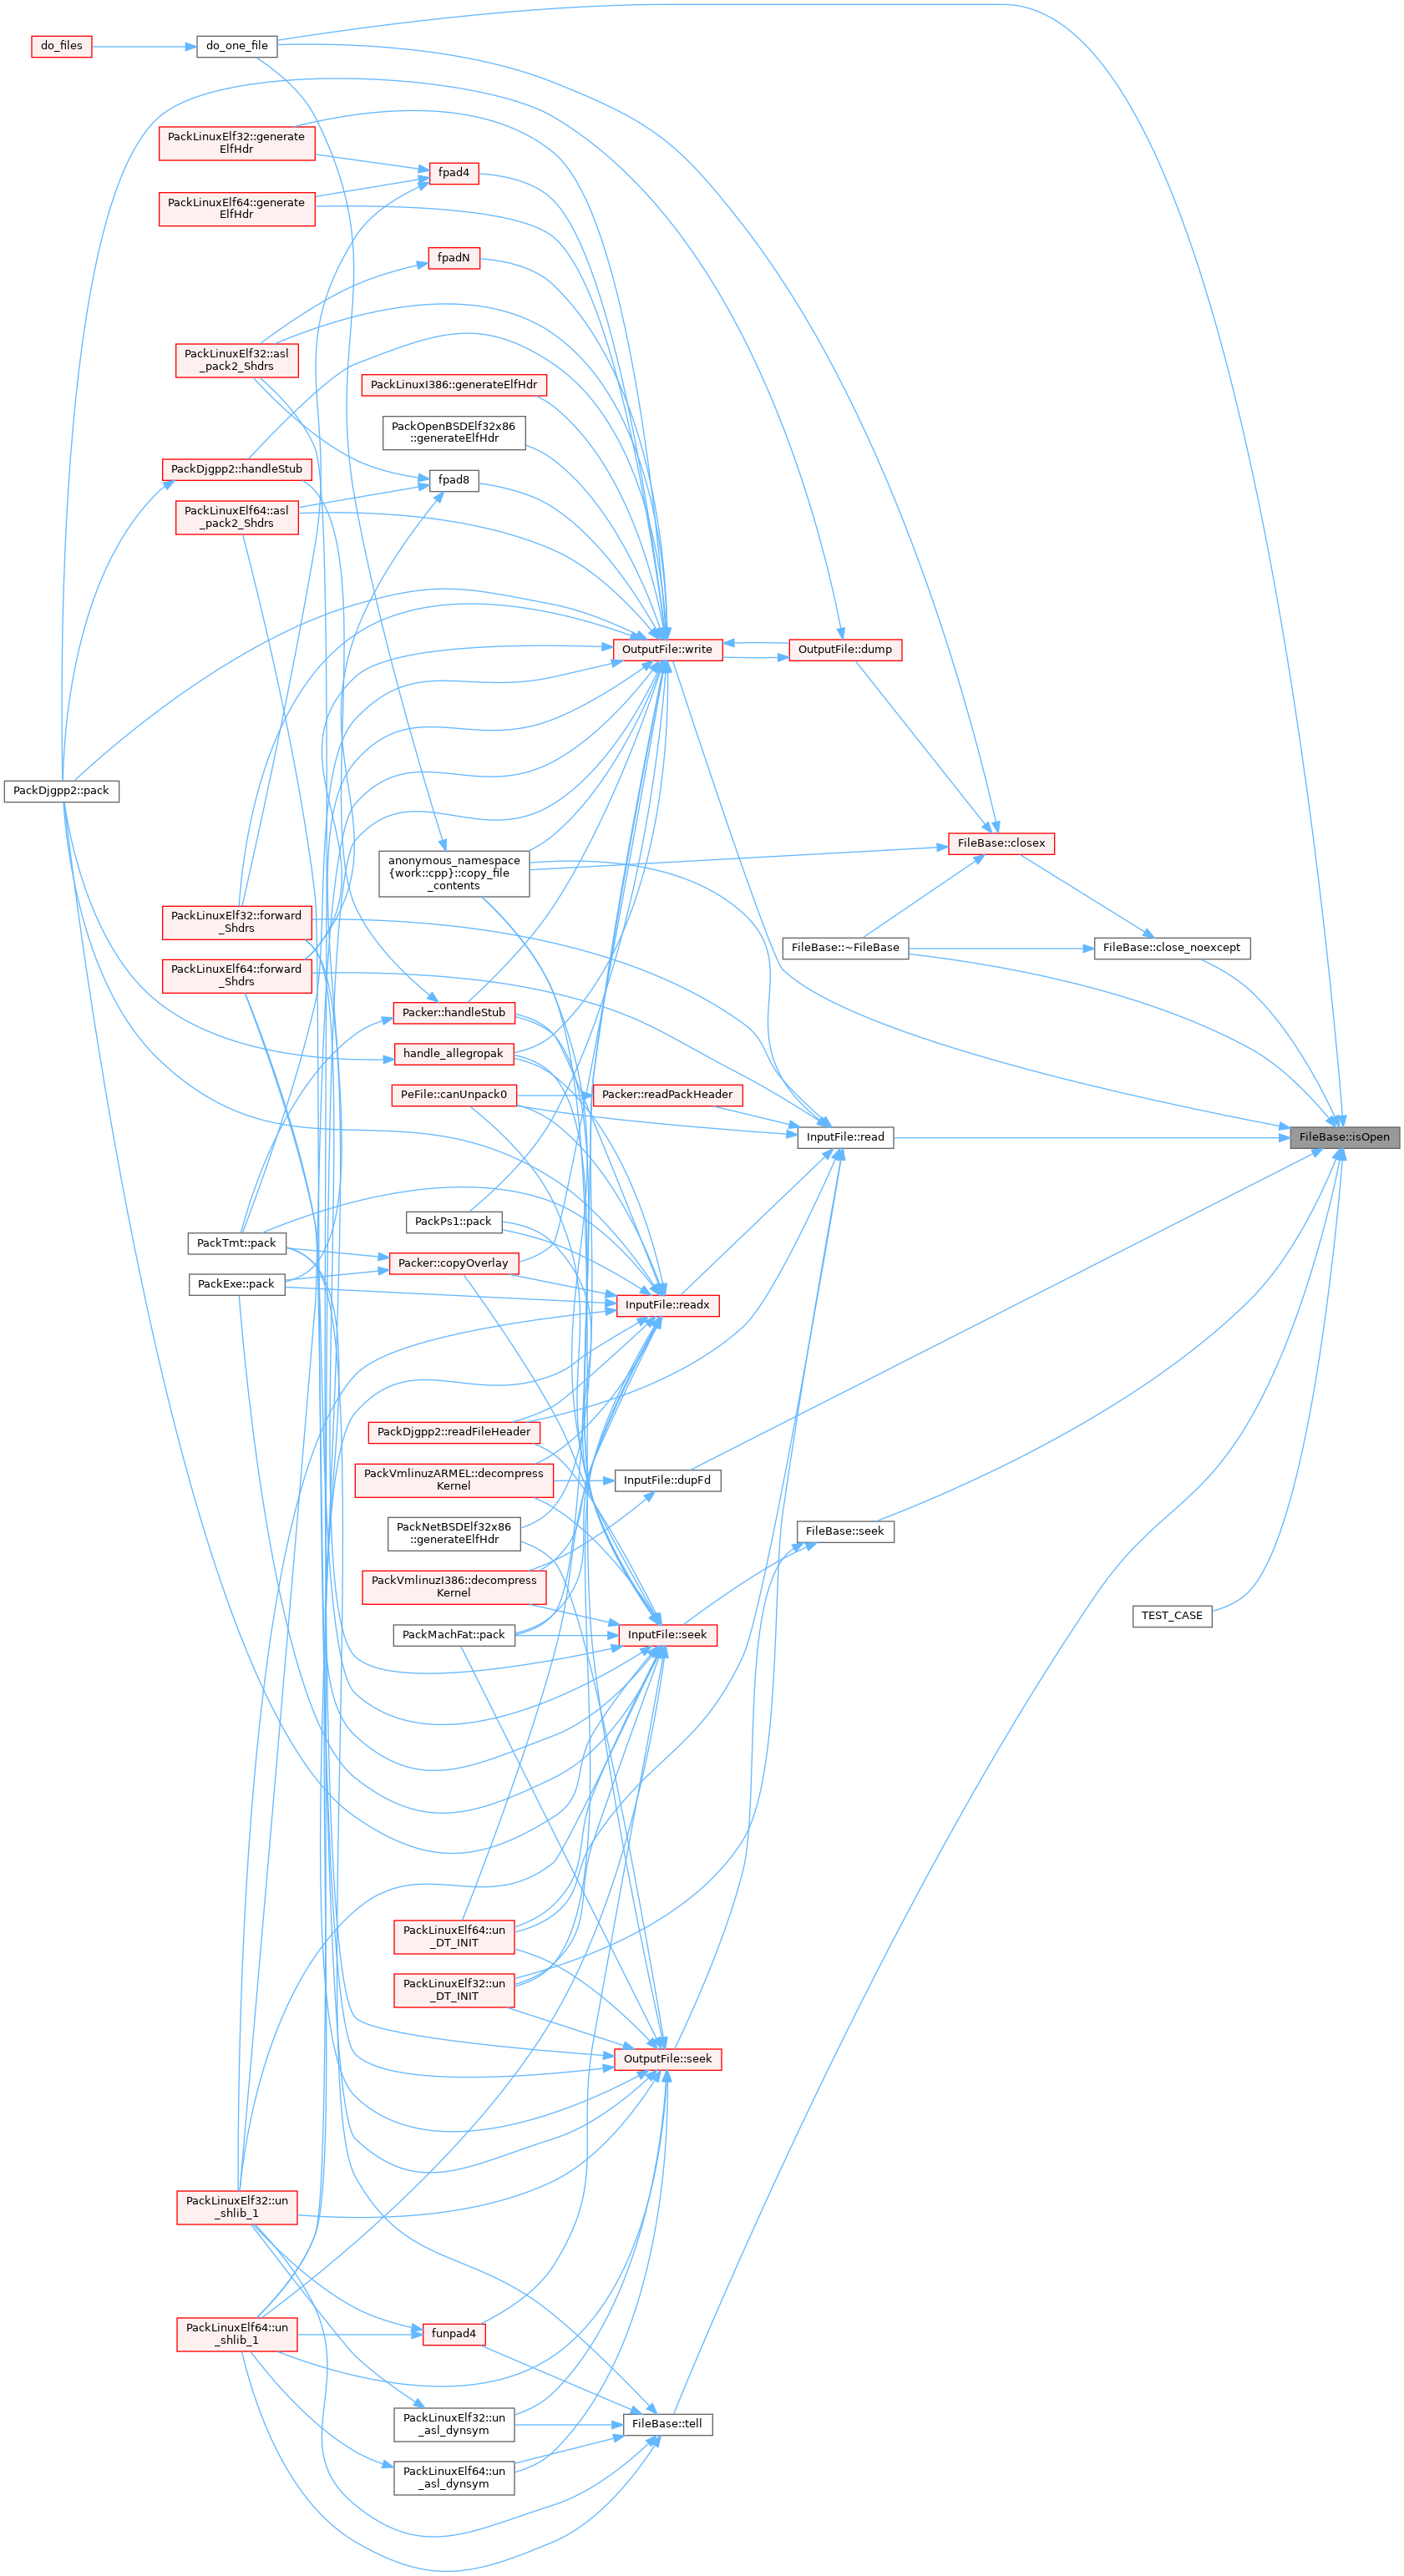 do_files
do_one_file
PackLinuxElf32::generate
ElfHdr
fpad4
PackLinuxElf64::generate
ElfHdr
fpadN
PackLinuxElf32::asl
_pack2_Shdrs
PackLinuxI386::generateElfHdr
PackOpenBSDElf32x86
::generateElfHdr
PackDjgpp2::handleStub
fpad8
PackLinuxElf64::asl
_pack2_Shdrs
OutputFile::write
OutputFile::dump
PackDjgpp2::pack
FileBase::closex
anonymous_namespace
{work::cpp}::copy_file
_contents
PackLinuxElf32::forward
_Shdrs
FileBase::~FileBase
FileBase::close_noexcept
PackLinuxElf64::forward
_Shdrs
Packer::handleStub
handle_allegropak
PeFile::canUnpack0
Packer::readPackHeader
InputFile::read
FileBase::isOpen
PackPs1::pack
PackTmt::pack
Packer::copyOverlay
PackExe::pack
InputFile::readx
PackDjgpp2::readFileHeader
PackVmlinuzARMEL::decompress
Kernel
InputFile::dupFd
PackNetBSDElf32x86
::generateElfHdr
FileBase::seek
PackVmlinuzI386::decompress
Kernel
TEST_CASE
PackMachFat::pack
InputFile::seek
PackLinuxElf64::un
_DT_INIT
PackLinuxElf32::un
_DT_INIT
OutputFile::seek
PackLinuxElf32::un
_shlib_1
PackLinuxElf64::un
_shlib_1
funpad4
PackLinuxElf32::un
_asl_dynsym
FileBase::tell
PackLinuxElf64::un
_asl_dynsym